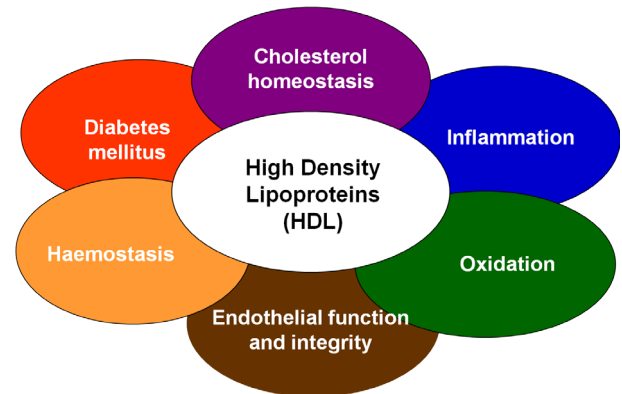 Cholesterol
homeostasis
Diabetes
mellitus
Inflammation
High Density
Lipoproteins
(HDL)
Haemostasis
Oxidation
Endothelial function
and integrity